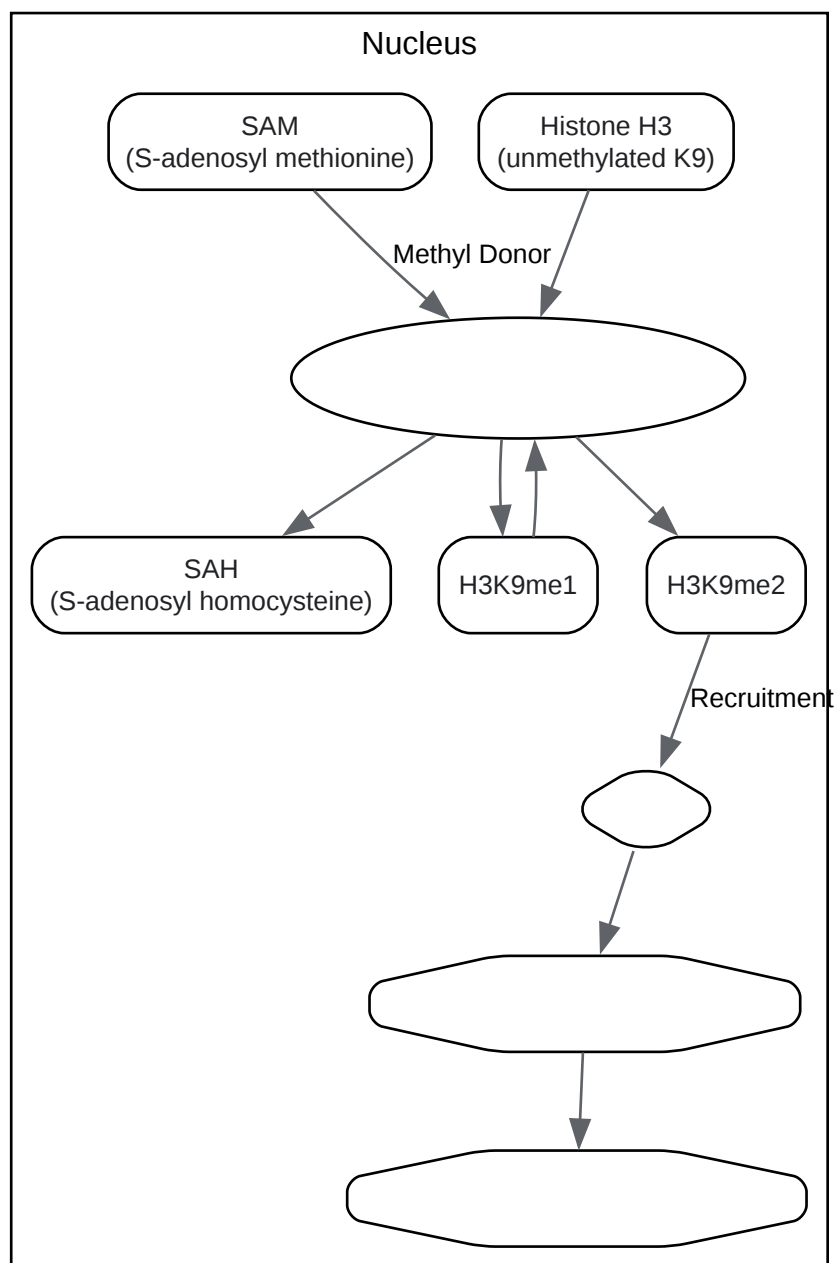 Nucleus
SAM
(S-adenosyl methionine)
Histone H3
(unmethylated K9)
Methyl Donor
SAH
(S-adenosyl homocysteine)
H3K9me1
H3K9me2
Recruitment